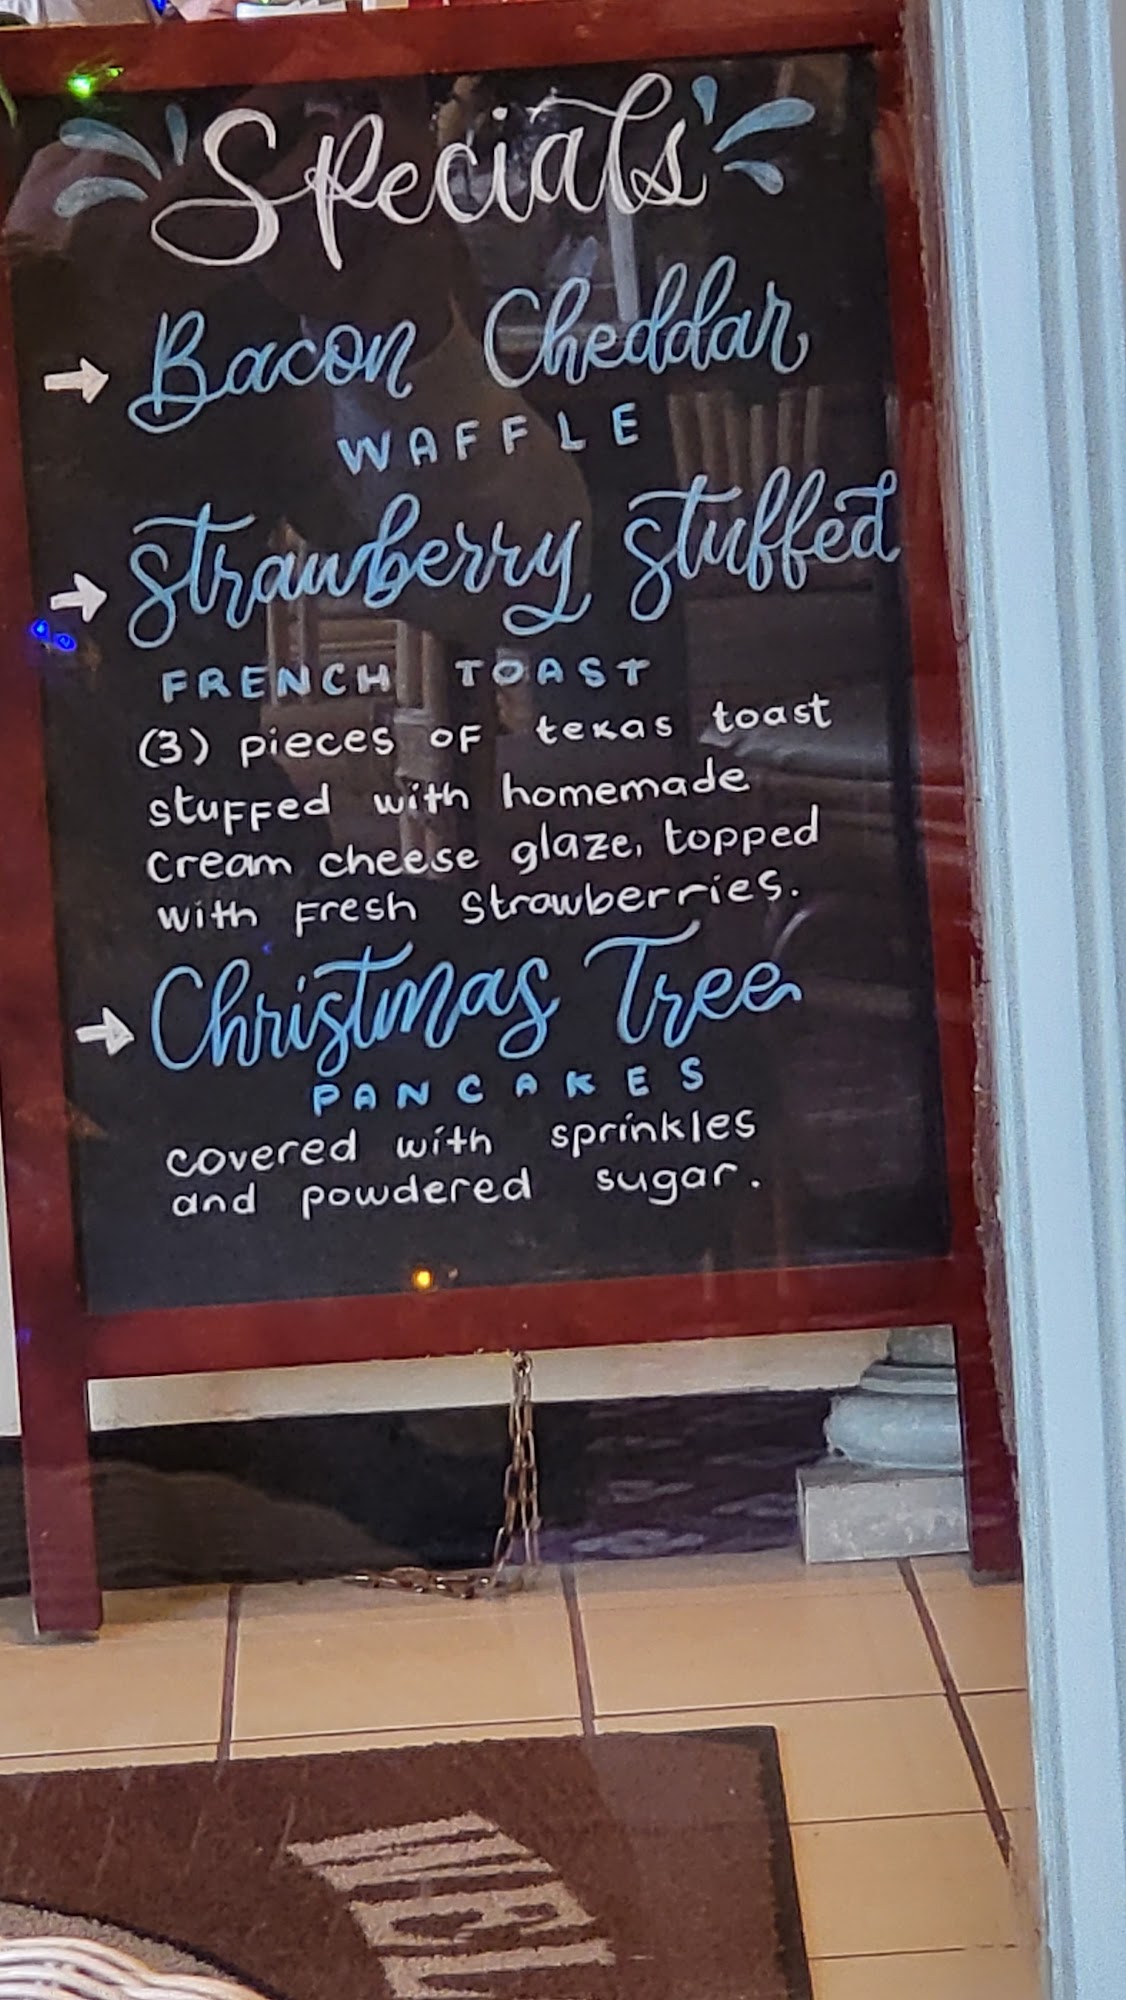 Specials
Bacon Cheddar
WAFFLE
Strawberry Stuffed
FRENCH TOAST
(3) pieces of texas toast
stuffed with homemade
cream cheese glaze, topped
with fresh strawberries.
Christmas Tree
PANCAKES
covered with sprinkles
and powdered sugar.